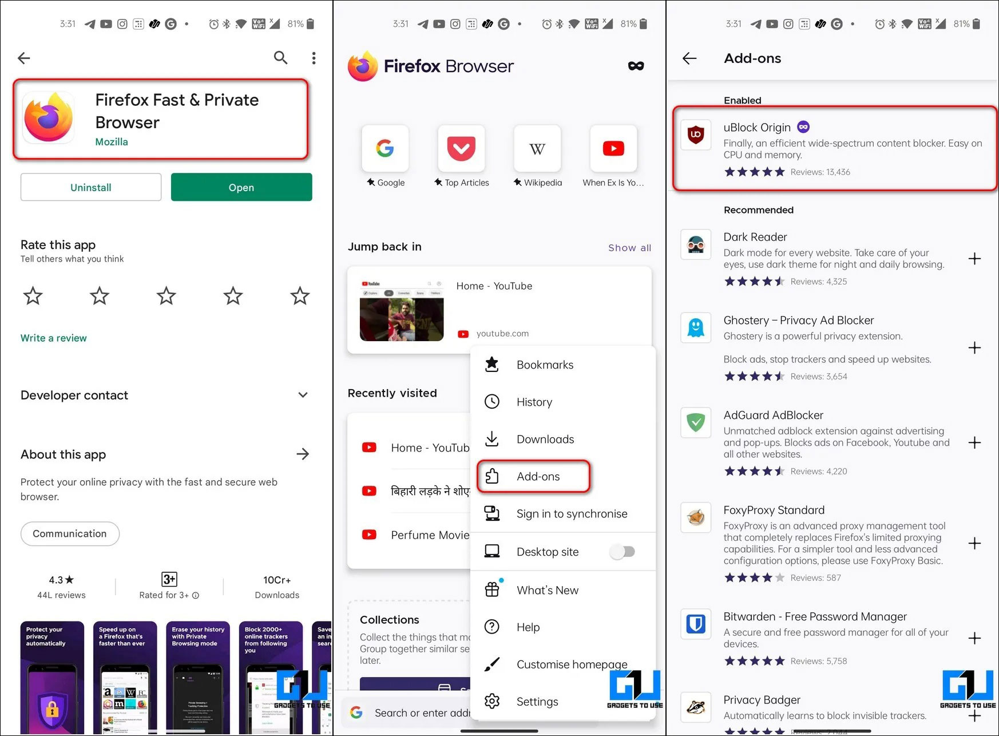 3:31
81%
Firefox Fast & Private
Browser
Mozilla
Uninstall
Open
Rate this app
Tell others what you think
Write a review
Developer contact
About this app
Protect your online privacy with the fast and secure web
browser.
Communication
4.3★
44L reviews
3+
Rated for 3+
10Cr+
Downloads
Protect your
privacy
automatically
Speed up on
a Firefox that's
faster than ever
Erase your history
with Private
Browsing mode
Block 2000+
online trackers
from following
you
Save
an in
sear
GADGETS TO USE
3:31
81%
Firefox Browser
Google
Top Articles
Wikipedia
When Ex Is Yo...
Jump back in
Show all
YouTube
Home - YouTube
youtube.com
Recently visited
Home - YouTub
बिहारी लड़के ने शोए
Perfume Movie
Collections
Collect the things that ma
Group together similar se
later.
Bookmarks
History
Downloads
Add-ons
Sign in to synchronise
Desktop site
What's New
Help
Customise homepage
Settings
Search or enter addr
GADGETS TO USE
3:31
81%
Add-ons
Enabled
uBlock Origin
Finally, an efficient wide-spectrum content blocker. Easy on
CPU and memory.
Reviews: 13,436
Recommended
Dark Reader
Dark mode for every website. Take care of your
eyes, use dark theme for night and daily browsing.
Reviews: 4,325
Ghostery – Privacy Ad Blocker
Ghostery is a powerful privacy extension.
Block ads, stop trackers and speed up websites.
Reviews: 3,654
AdGuard AdBlocker
Unmatched adblock extension against advertising
and pop-ups. Blocks ads on Facebook, Youtube and
all other websites.
Reviews: 4,220
FoxyProxy Standard
FoxyProxy is an advanced proxy management tool
that completely replaces Firefox's limited proxying
capabilities. For a simpler tool and less advanced
configuration options, please use FoxyProxy Basic.
Reviews: 587
Bitwarden - Free Password Manager
A secure and free password manager for all of your
devices.
Reviews: 5,758
Privacy Badger
Automatically learns to block invisible trackers.
GADGETS TO USE